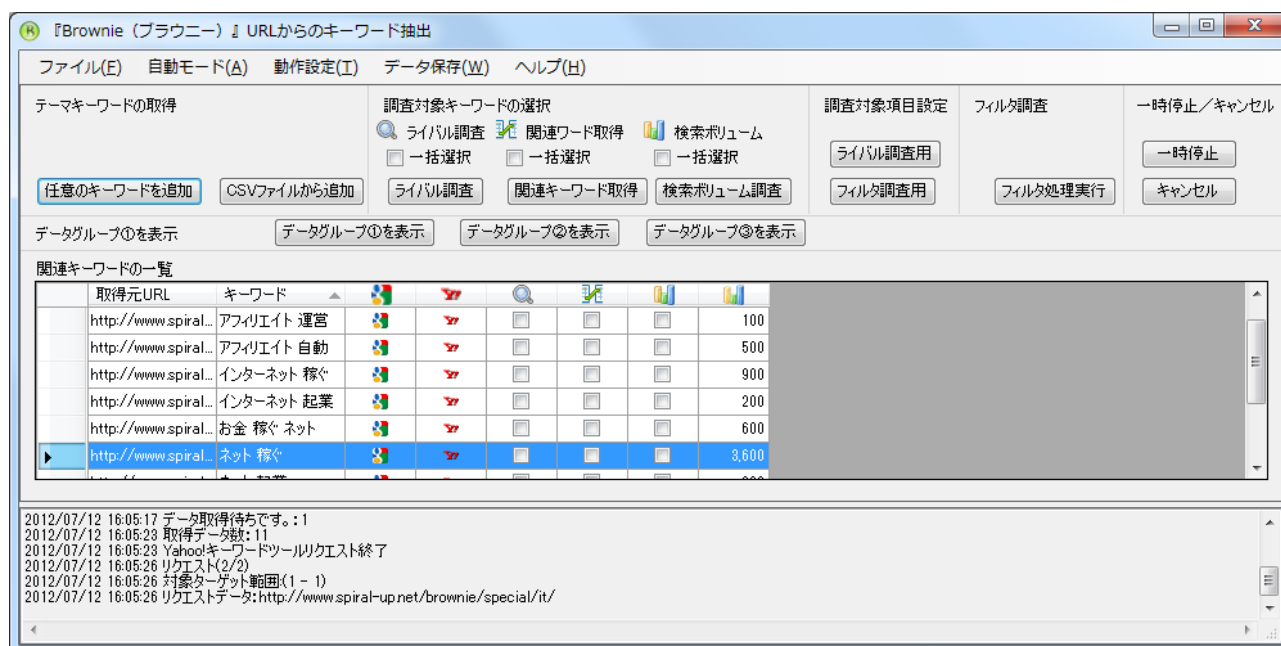 『Brownie（ブラウニー）』URLからのキーワード抽出
ファイル(F) 自動モード(A) 動作設定(T) データ保存(W) ヘルプ(H)
テーマキーワードの取得 調査対象キーワードの選択 調査対象項目設定 フィルタ調査 一時停止／キャンセル
ライバル調査 関連ワード取得 検索ボリューム
一括選択 一括選択 一括選択 ライバル調査用 一時停止
任意のキーワードを追加 CSVファイルから追加 ライバル調査 関連キーワード取得 検索ボリューム調査 フィルタ調査用 フィルタ処理実行 キャンセル
データグループ①を表示 データグループ①を表示 データグループ②を表示 データグループ③を表示
関連キーワードの一覧
取得元URL キーワード
http://www.spiral... アフィリエイト 運営 100
http://www.spiral... アフィリエイト 自動 500
http://www.spiral... インターネット 稼ぐ 900
http://www.spiral... インターネット 起業 200
http://www.spiral... お金 稼ぐ ネット 600
http://www.spiral... ネット 稼ぐ 3,600
2012/07/12 16:05:17 データ取得待ちです。:1
2012/07/12 16:05:23 取得データ数:11
2012/07/12 16:05:23 Yahoo!キーワードツールリクエスト終了
2012/07/12 16:05:26 リクエスト(2/2)
2012/07/12 16:05:26 対象ターゲット範囲:(1 - 1)
2012/07/12 16:05:26 リクエストデータ:http://www.spiral-up.net/brownie/special/it/